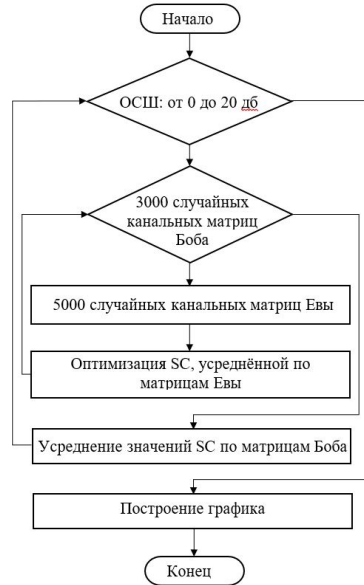 Начало
ОСШ: от 0 до 20 дб
3000 случайных
канальных матриц
Боба
5000 случайных канальных матриц Евы
Оптимизация SC, усреднённой по
матрицам Евы
Усреднение значений SC по матрицам Боба
Построение графика
Конец